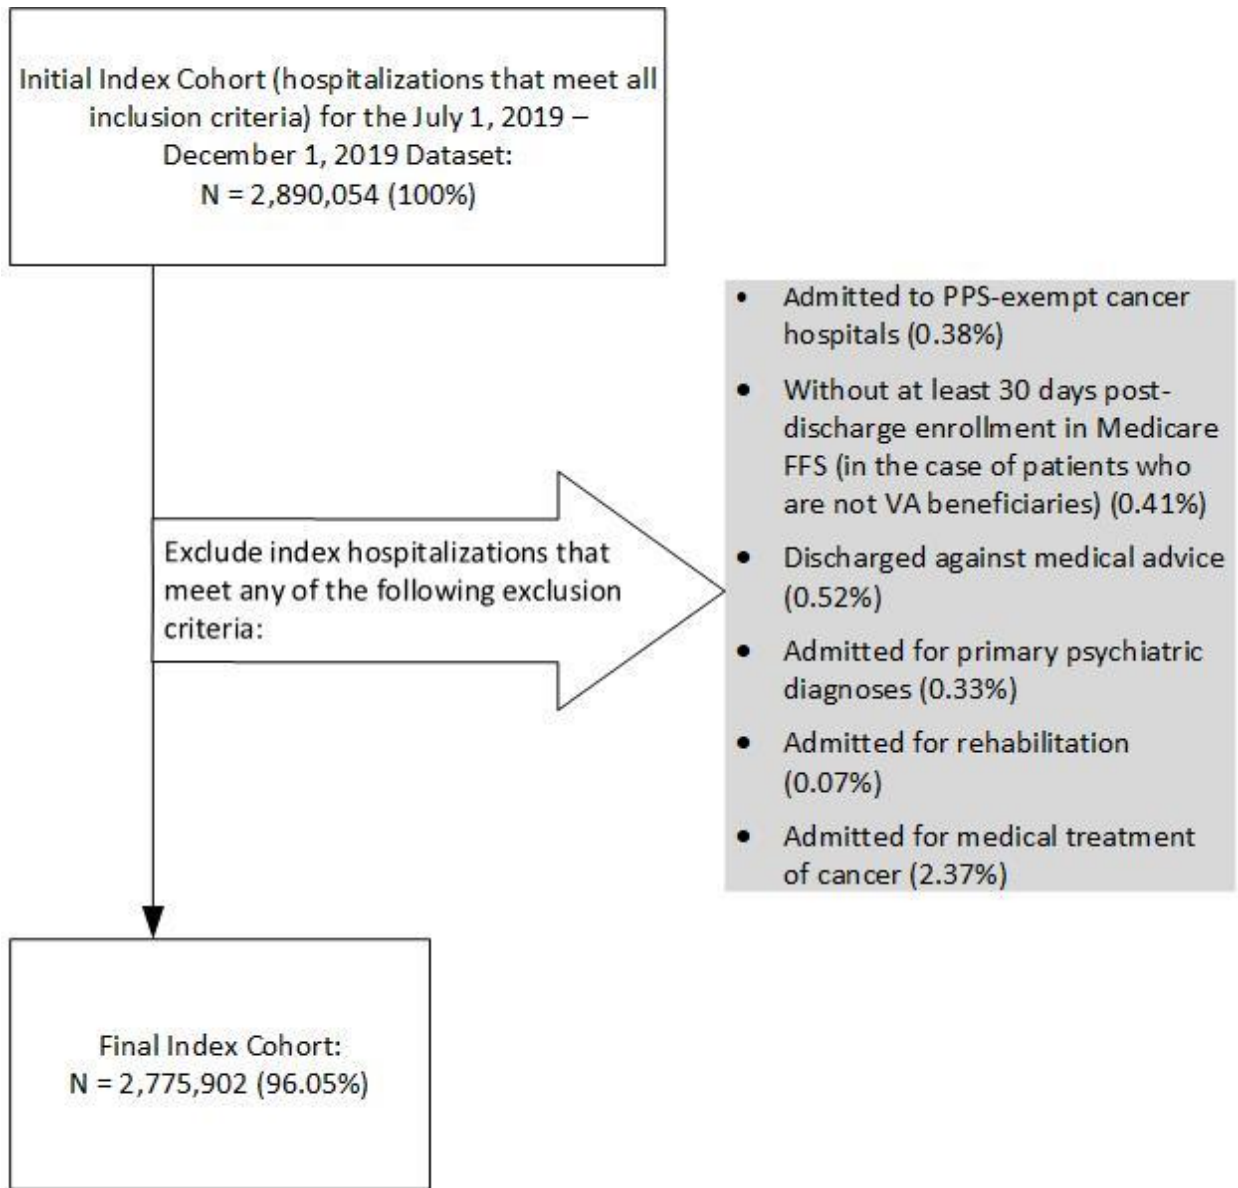 Initial Index Cohort (hospitalizations that meet all
inclusion criteria) for the July 1, 2019 –
December 1, 2019 Dataset:
N = 2,890,054 (100%)
Exclude index hospitalizations that
meet any of the following exclusion
criteria:
• Admitted to PPS-exempt cancer
hospitals (0.38%)
• Without at least 30 days post-
discharge enrollment in Medicare
FFS (in the case of patients who
are not VA beneficiaries) (0.41%)
• Discharged against medical advice
(0.52%)
• Admitted for primary psychiatric
diagnoses (0.33%)
• Admitted for rehabilitation
(0.07%)
• Admitted for medical treatment
of cancer (2.37%)
Final Index Cohort:
N = 2,775,902 (96.05%)